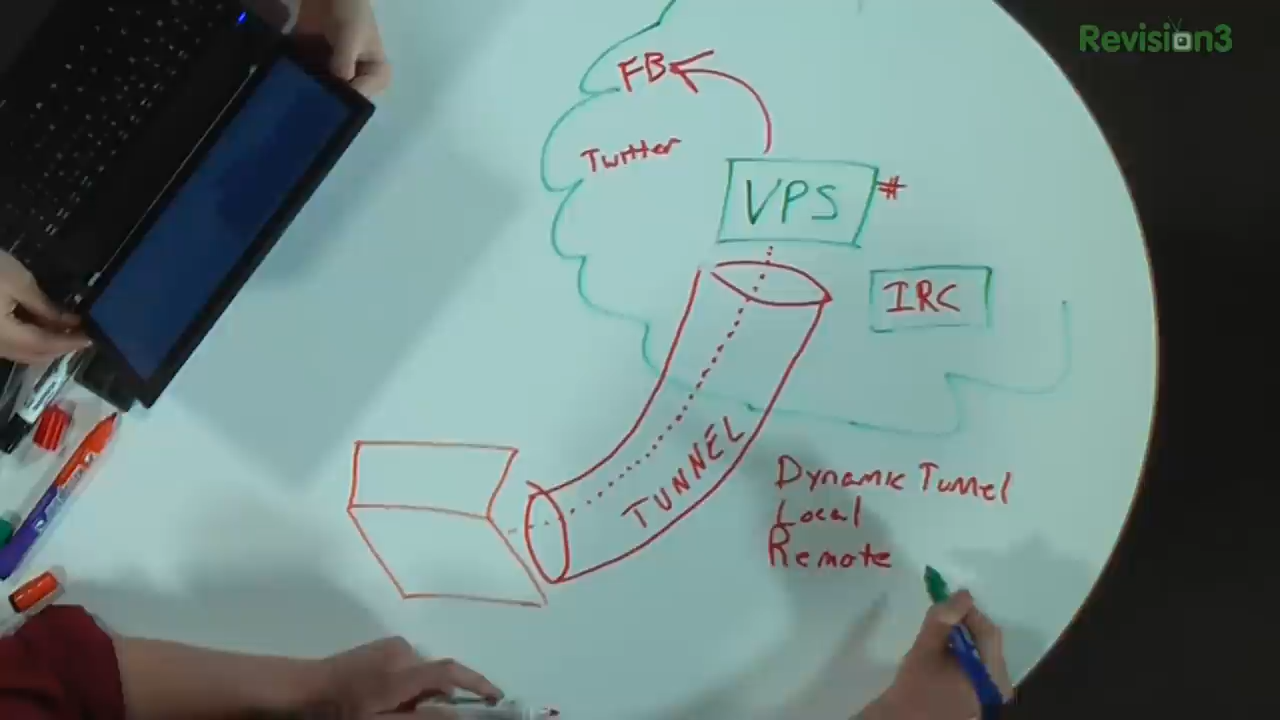 Revision3
FB
Twitter
VPS #
IRC
TUNNEL
Dynamic Tunnel
Local
Remote